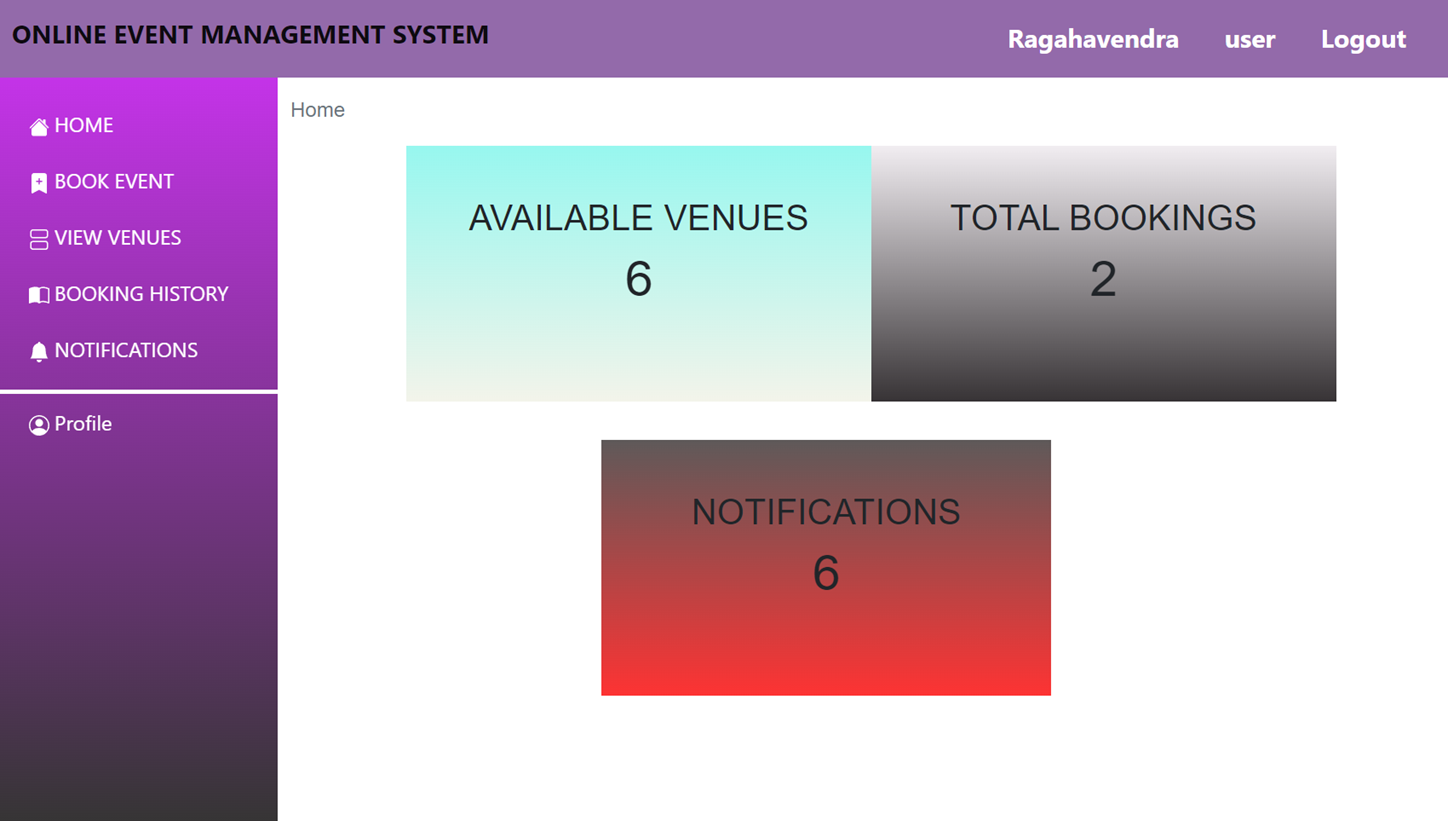 ONLINE EVENT MANAGEMENT SYSTEM
Ragahavendra user Logout
HOME
BOOK EVENT
VIEW VENUES
BOOKING HISTORY
NOTIFICATIONS
Profile
Home
AVAILABLE VENUES
6
TOTAL BOOKINGS
2
NOTIFICATIONS
6